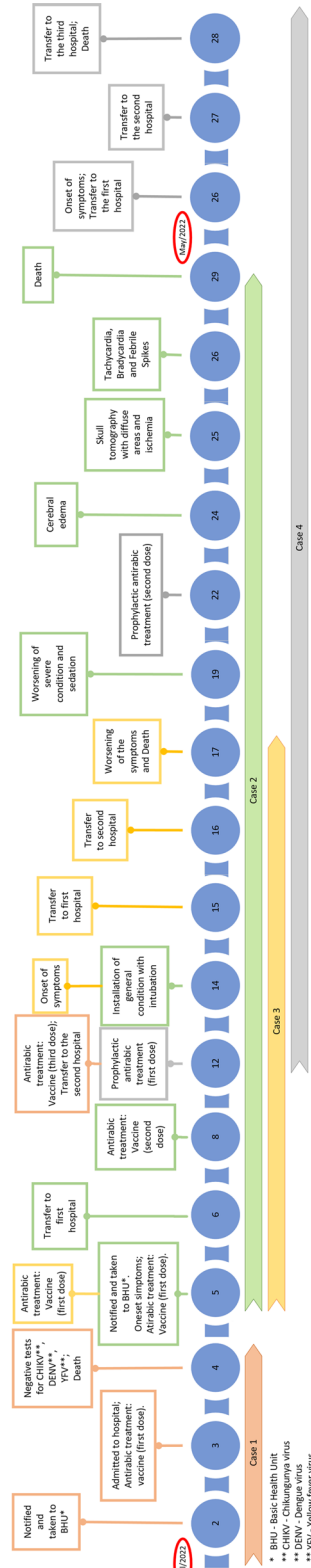 Notified
and
taken to
BHU*
Admitted to hospital;
Antirabic treatment:
vaccine (first dose).
Negative tests
for CHIKV**,
DENV**,
YFV**;
Death
Antirabic
treatment:
Vaccine
(first dose)
Notified and taken
to BHU*.
Oneset simptoms;
Atirabic treatment:
Vaccine (first dose).
Transfer to
first
hospital
Antirabic
treatment:
Vaccine
(second
dose)
Antirabic
treatment:
Vaccine (third dose);
Transfer to the
second hospital
Prophylactic
antirabic
treatment
(first dose)
Onset of
symptoms
Installation of
general
condition with
intubation
Transfer to first
hospital
Transfer
to second
hospital
Worsening
of the
symptoms
and Death
Worsening of
severe
condition and
sedation
Prophylactic antirabic
treatment (second dose)
Cerebral
edema
Skull
tomography
with diffuse
areas and
ischemia
Tachycardia,
Bradycardia
and Febrile
Spikes
Death
Onset of
symptoms;
Transfer to
the first
hospital
Transfer to
the second
hospital
Transfer to
the third
hospital;
Death
/2022
2
3
4
5
6
8
12
14
15
16
17
19
22
24
25
26
29
May/2022
26
27
28
Case 1
Case 2
Case 3
Case 4
* BHU - Basic Health Unit
** CHIKV - Chikungunya virus
** DENV - Dengue virus
** YFV - Yellow fever virus